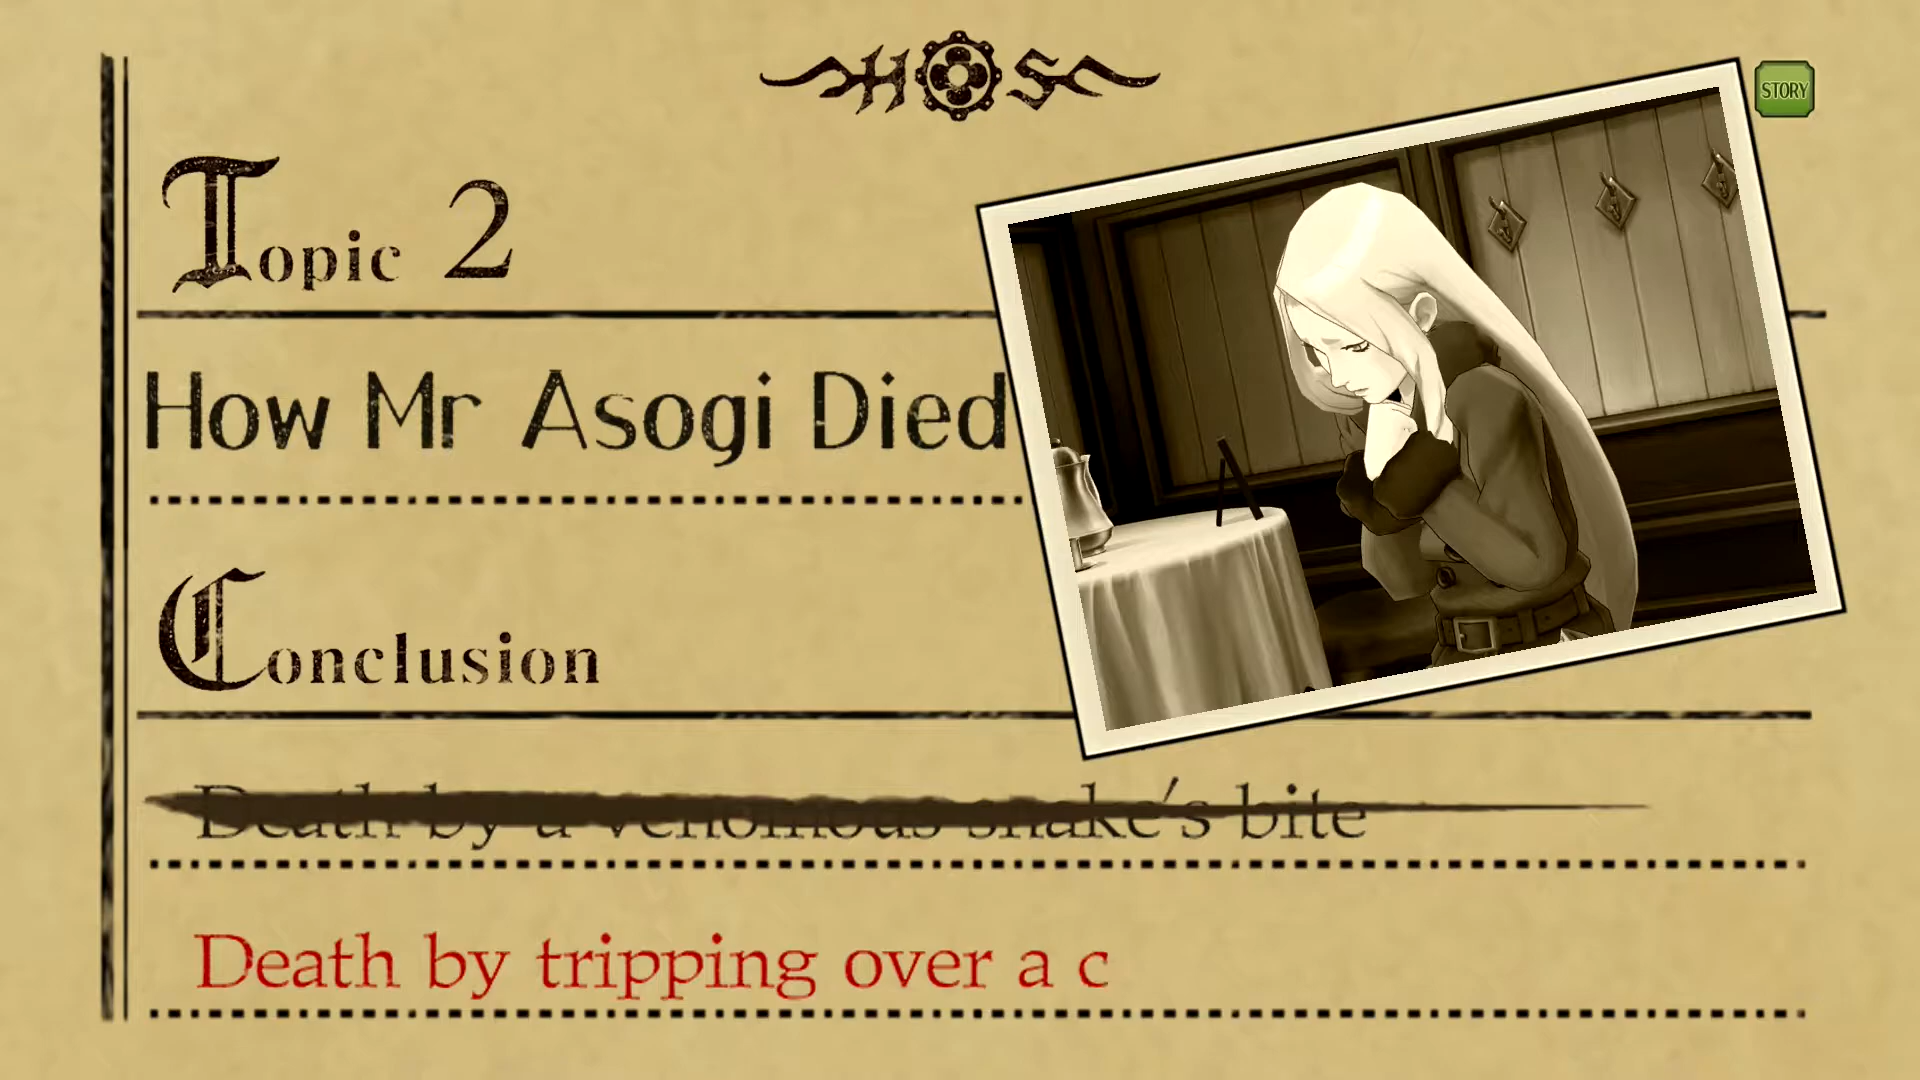 H S
STORY
Topic 2
How Mr Asogi Died
Conclusion
Death by a venomous snake's bite
Death by tripping over a c